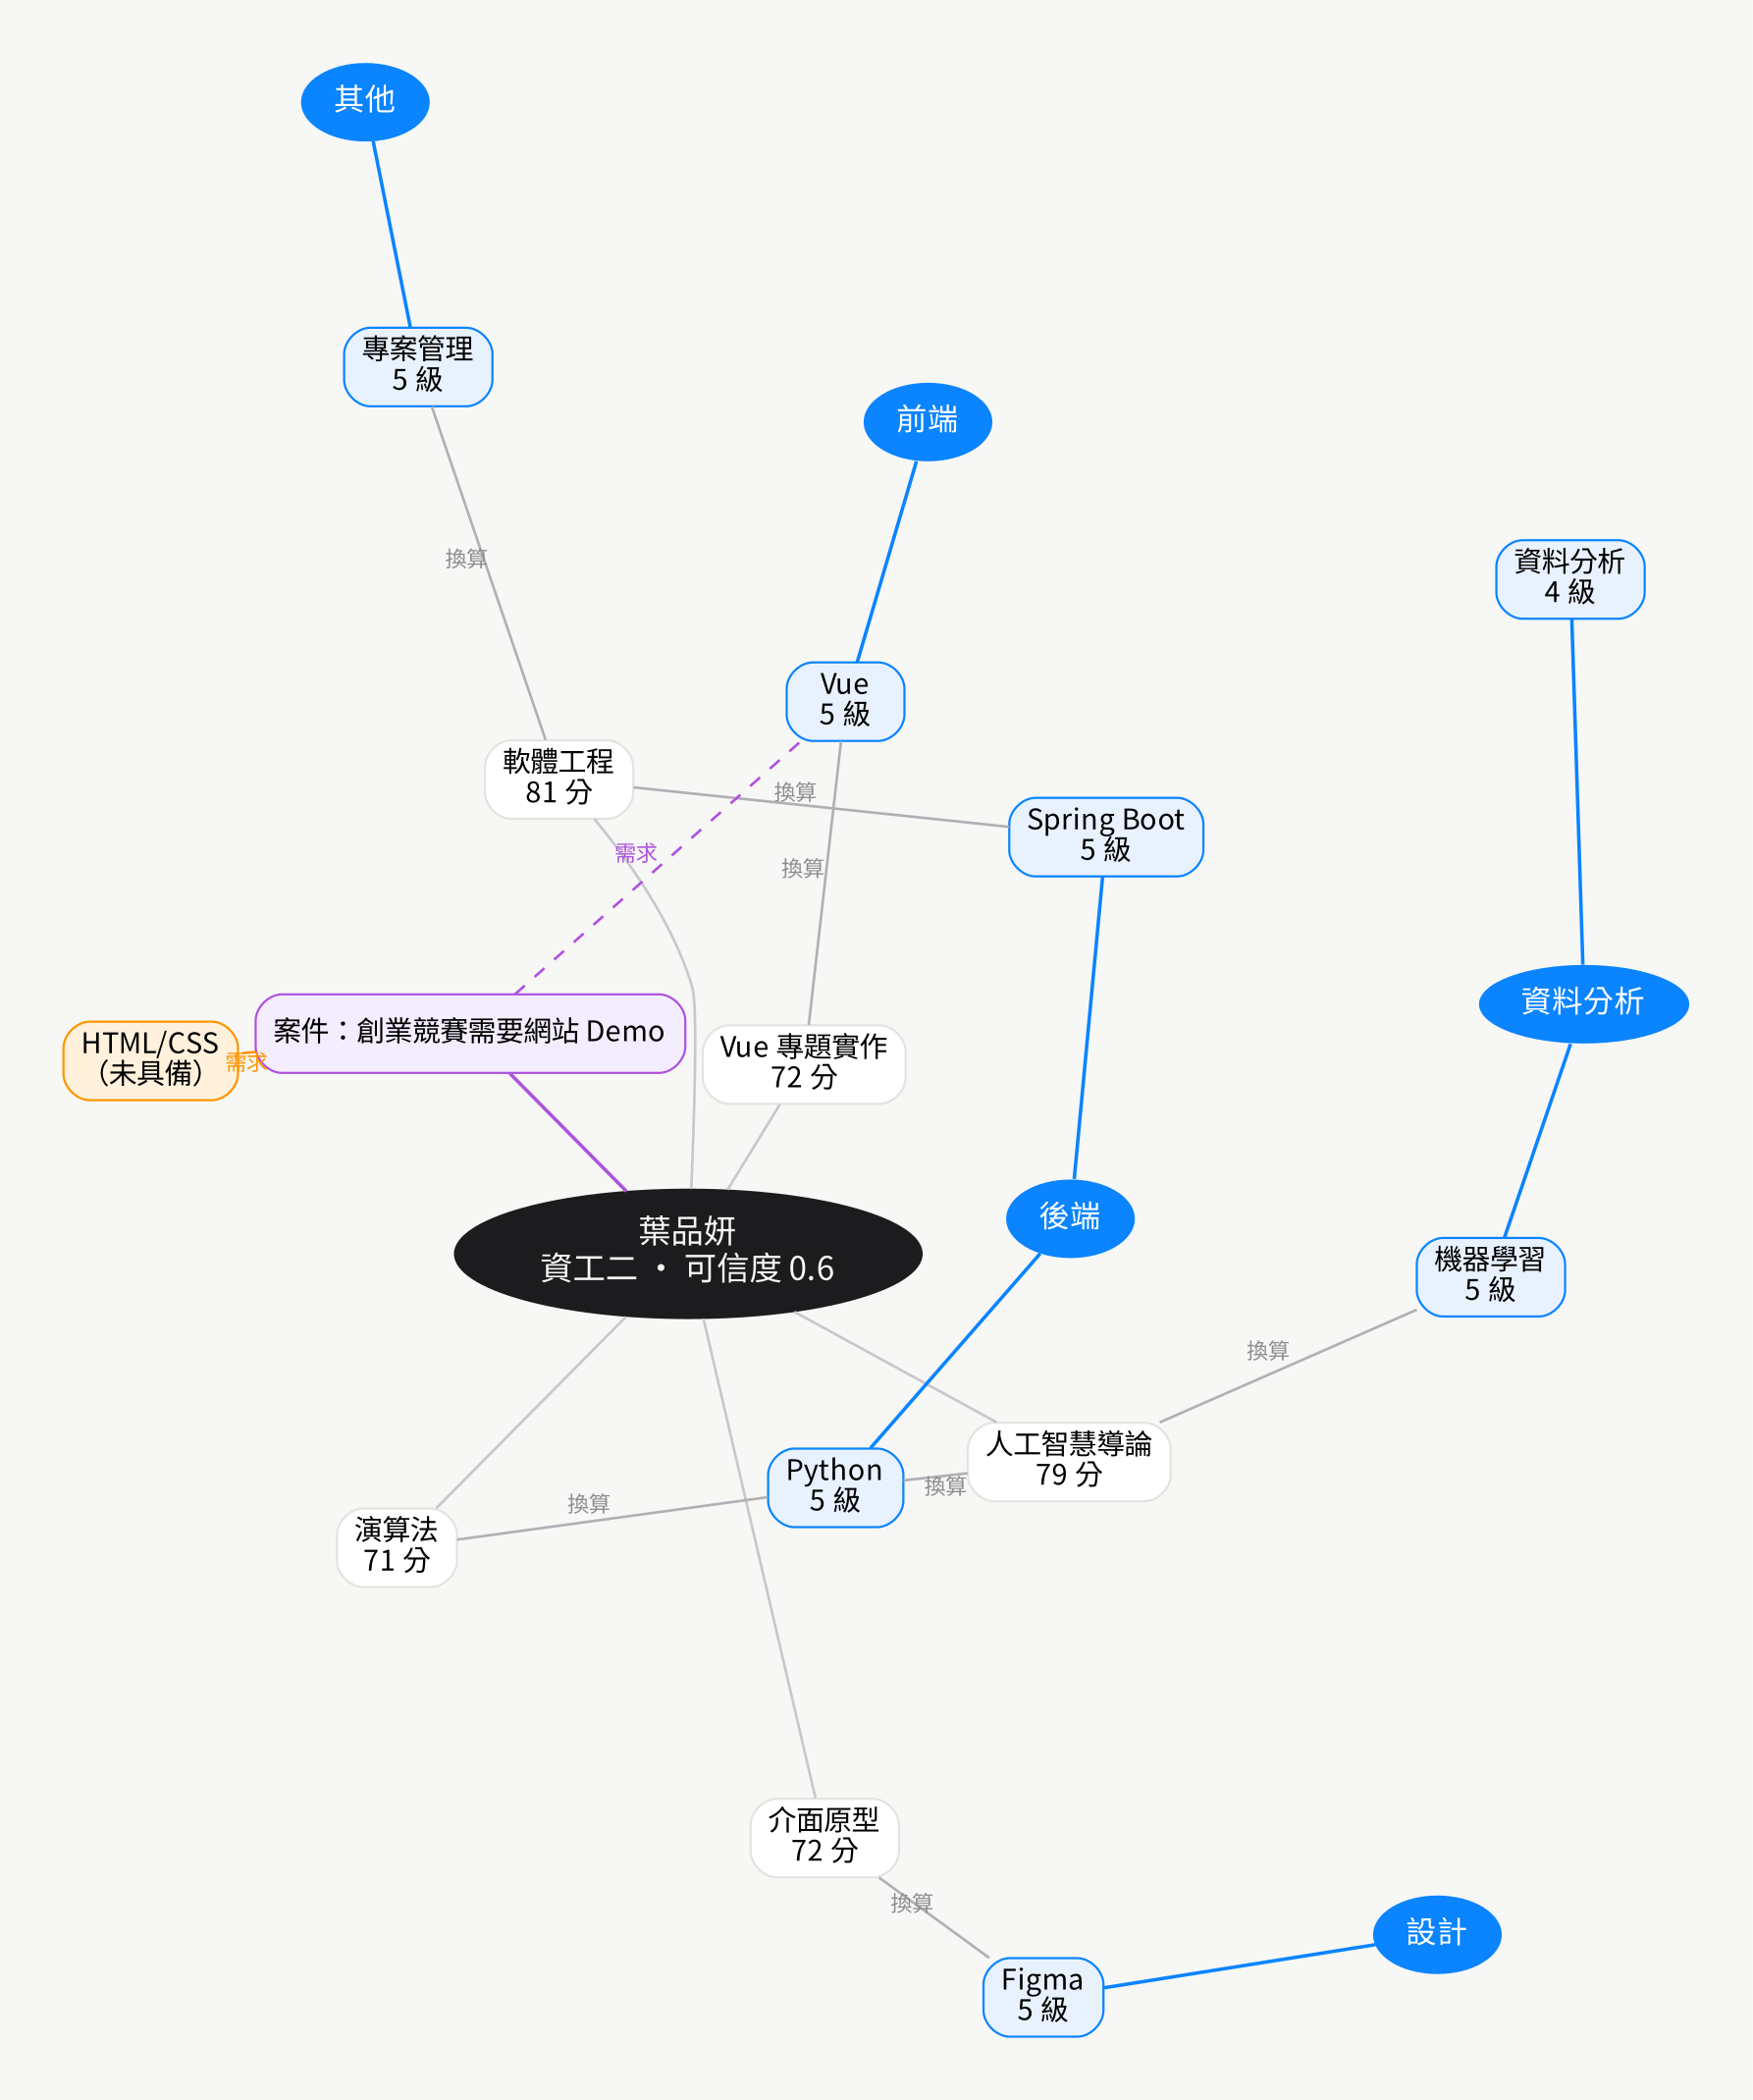 其他
專案管理
5 級
前端
換算
資料分析
4 級
Vue
5 級
軟體工程
81 分
換算
Spring Boot
5 級
需求
換算
資料分析
HTML/CSS
（未具備）
需求
案件：創業競賽需要網站 Demo
Vue 專題實作
72 分
後端
葉品妍
資工二 ・ 可信度 0.6
機器學習
5 級
換算
人工智慧導論
79 分
Python
5 級
換算
換算
演算法
71 分
介面原型
72 分
換算
設計
Figma
5 級